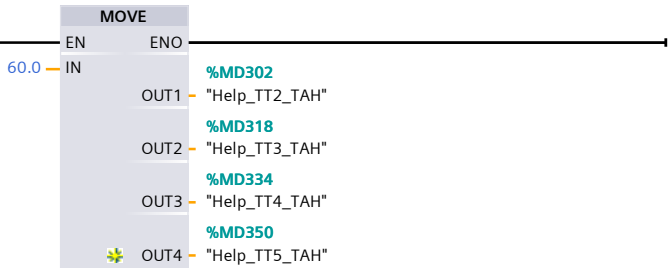 MOVE
EN ENO
60.0 IN
%MD302
OUT1 "Help_TT2_TAH"
%MD318
OUT2 "Help_TT3_TAH"
%MD334
OUT3 "Help_TT4_TAH"
%MD350
OUT4 "Help_TT5_TAH"